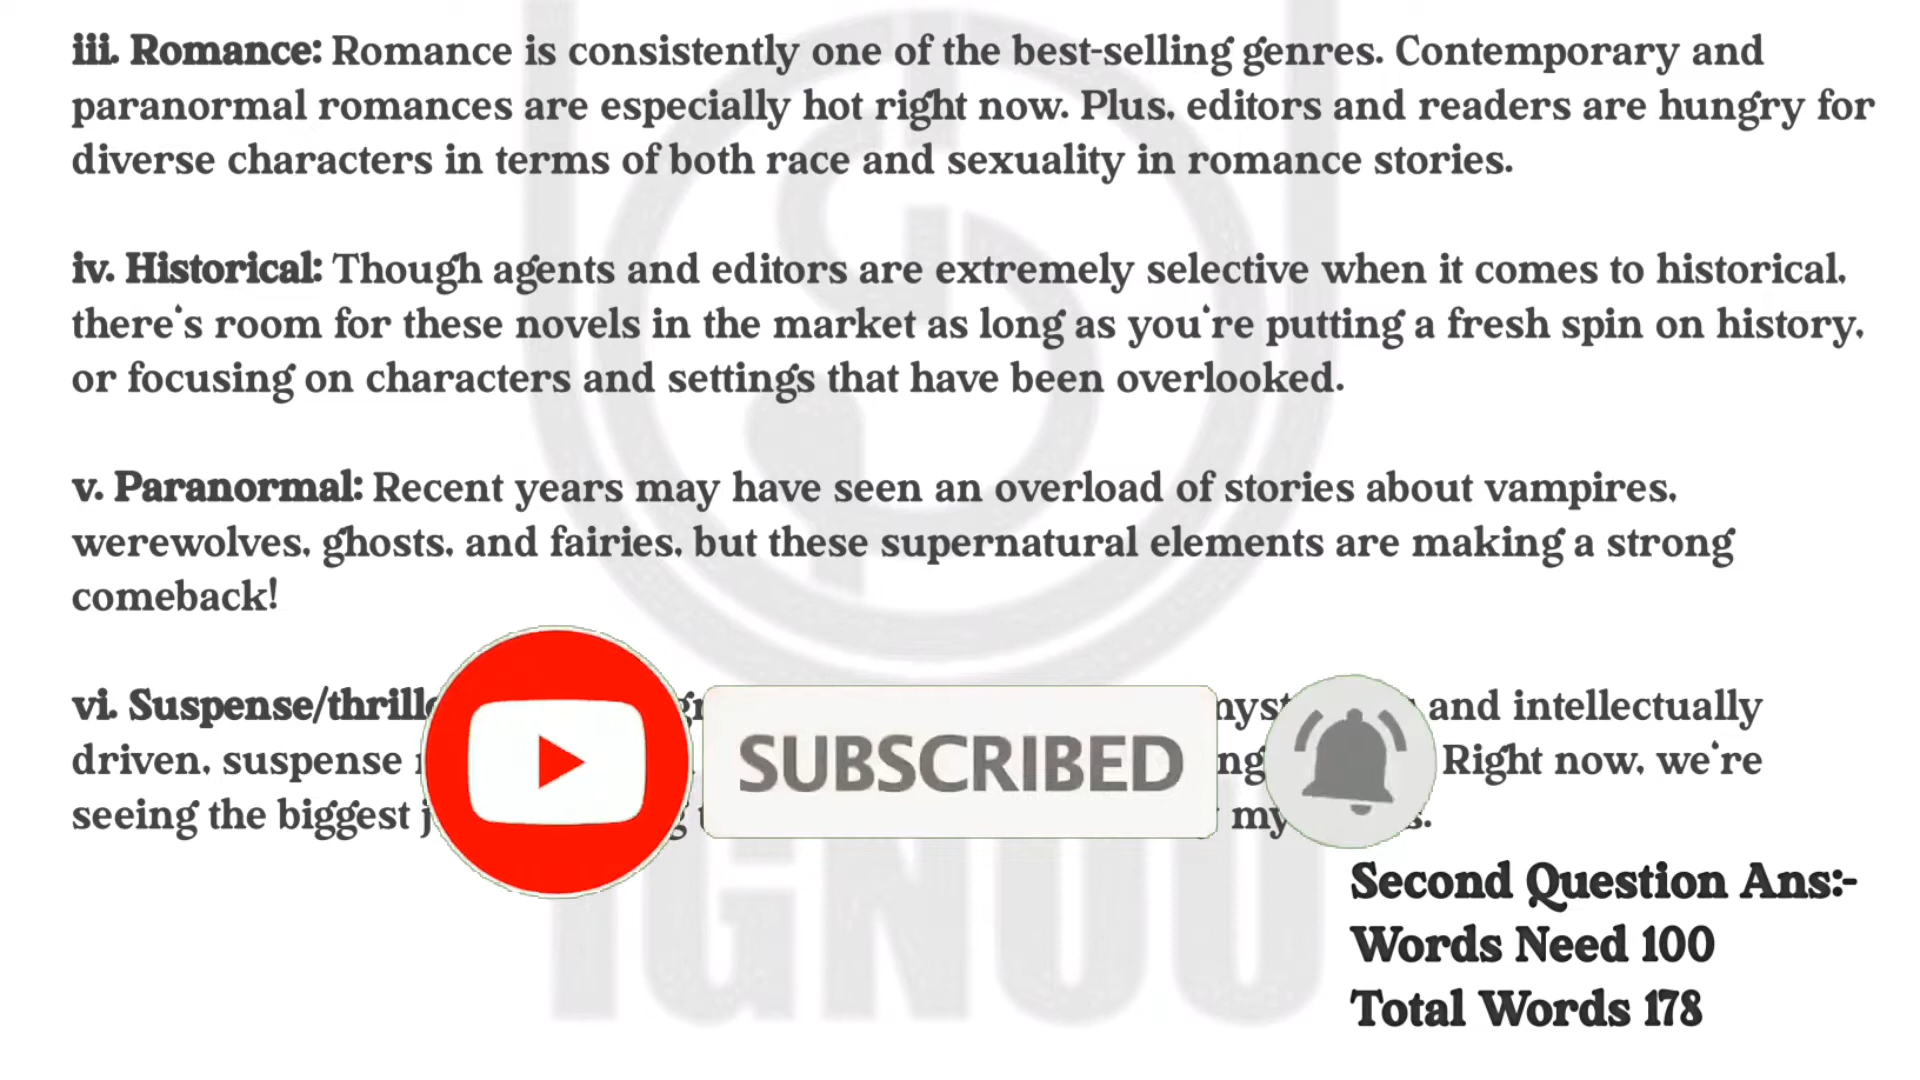 iii. Romance: Romance is consistently one of the best-selling genres. Contemporary and
paranormal romances are especially hot right now. Plus, editors and readers are hungry for
diverse characters in terms of both race and sexuality in romance stories.
iv. Historical: Though agents and editors are extremely selective when it comes to historical,
there's room for these novels in the market as long as you're putting a fresh spin on history,
or focusing on characters and settings that have been overlooked.
v. Paranormal: Recent years may have seen an overload of stories about vampires,
werewolves, ghosts, and fairies, but these supernatural elements are making a strong
comeback!
vi. and intellectually
driven, suspense Right now, we're
seeing the biggest
SUBSCRIBED
IGNOU
Second Question Ans:-
Words Need 100
Total Words 178